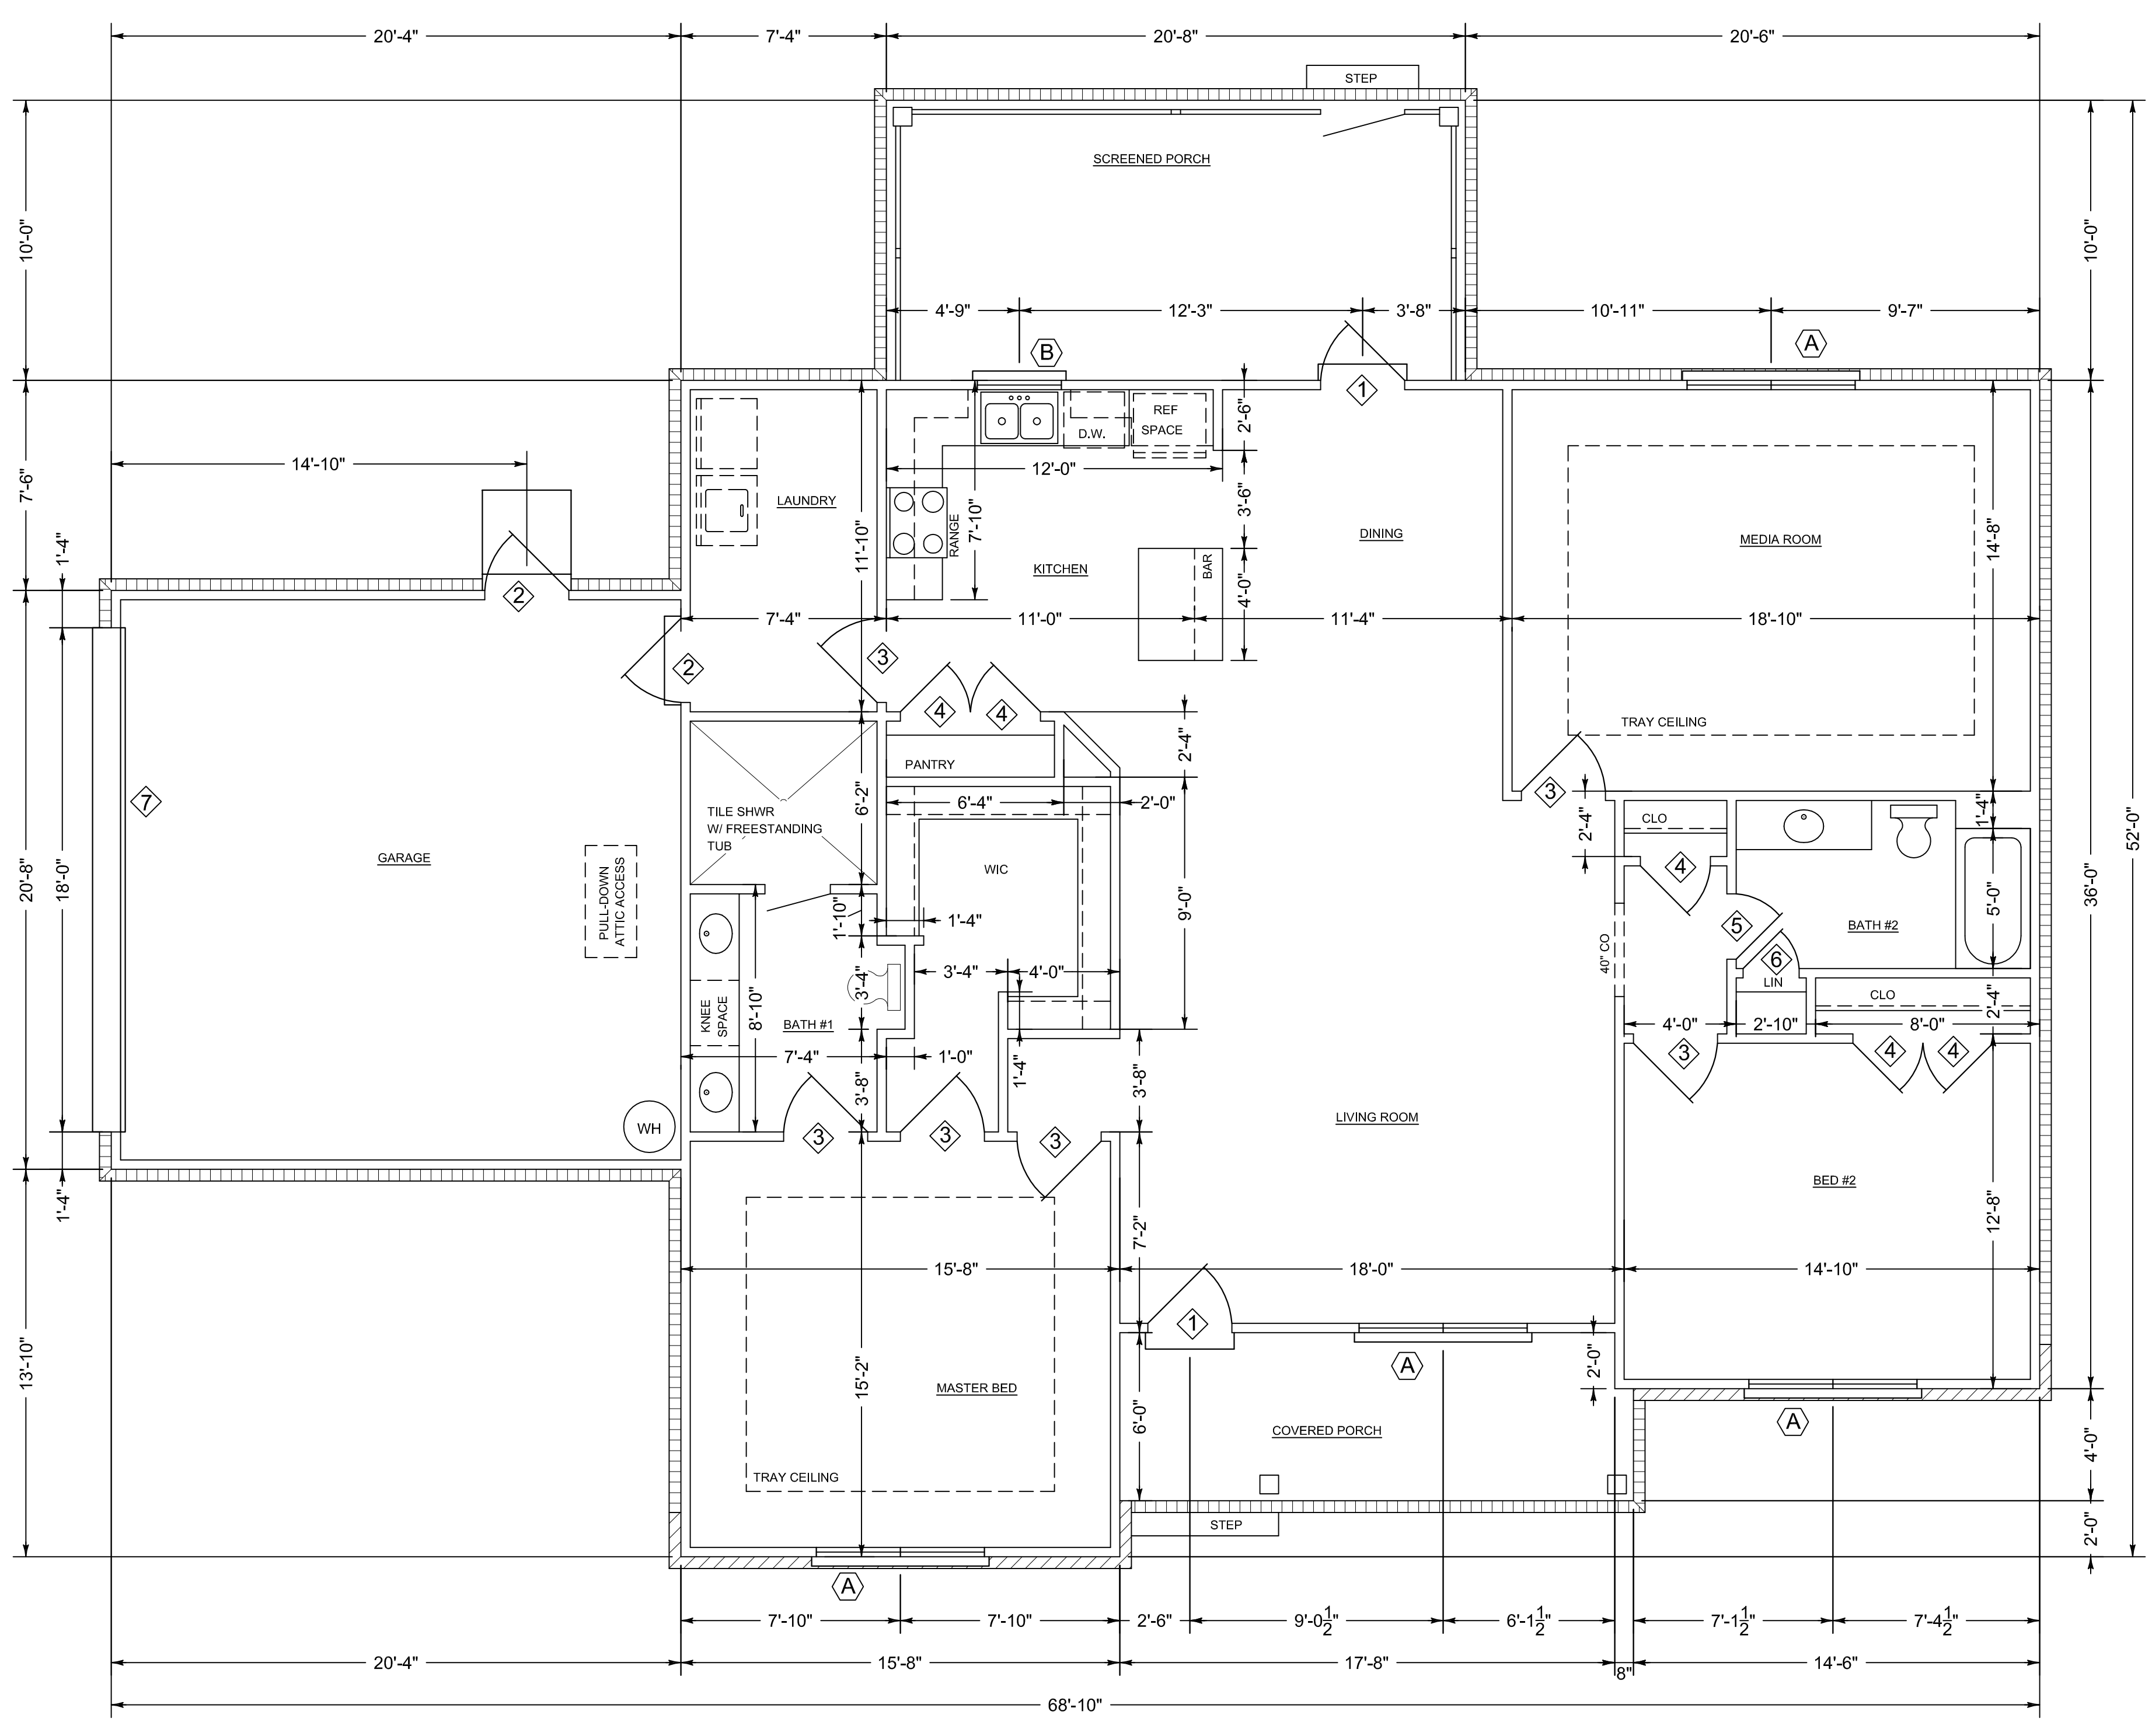 20'-4"
7'-4"
20'-8"
20'-6"
STEP
SCREENED PORCH
10'-0"
10'-0"
4'-9"
12'-3"
3'-8"
10'-11"
9'-7"
B
A
1
2'-6"
REF
SPACE
D.W.
14'-10"
12'-0"
7'-6"
LAUNDRY
3'-6"
RANGE
7'-10"
11'-10"
DINING
MEDIA ROOM
14'-8"
1'-4"
KITCHEN
BAR
4'-0"
2
7'-4"
11'-0"
11'-4"
18'-10"
2
3
4
4
TRAY CEILING
2'-4"
PANTRY
7
3
6'-2"
6'-4"
2'-0"
TILE SHWR
W/ FREESTANDING
TUB
2'-4"
CLO
1'-4"
52'-0"
GARAGE
WIC
4
20'-8"
18'-0"
PULL-DOWN
ATTIC ACCESS
9'-0"
5'-0"
36'-0"
1'-10"
1'-4"
5
BATH #2
40" CO
6
3'-4"
3'-4"
4'-0"
LIN
CLO
2'-4"
KNEE
SPACE
8'-10"
BATH #1
4'-0"
2'-10"
8'-0"
7'-4"
1'-0"
1'-4"
3'-8"
3'-8"
3
4
4
WH
3
3
3
LIVING ROOM
BED #2
1'-4"
7'-2"
12'-8"
15'-8"
18'-0"
14'-10"
1
13'-10"
15'-2"
MASTER BED
A
2'-0"
6'-0"
COVERED PORCH
A
4'-0"
TRAY CEILING
STEP
2'-0"
A
7'-10"
7'-10"
2'-6"
9'-0 1/2"
6'-1 1/2"
7'-1 1/2"
7'-4 1/2"
20'-4"
15'-8"
17'-8"
8"
14'-6"
68'-10"